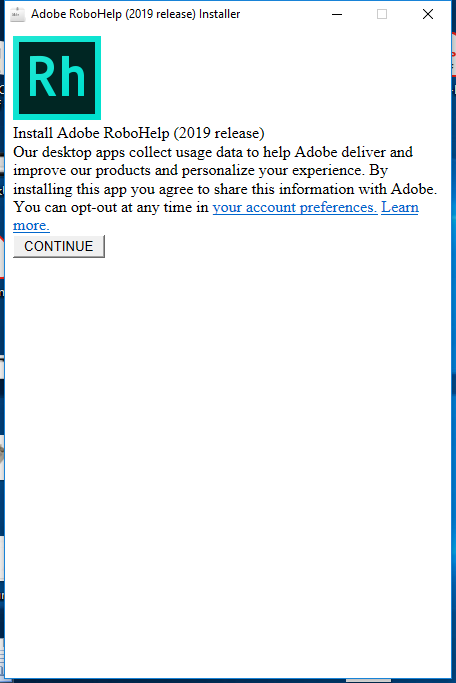 Adobe RoboHelp (2019 release) Installer
Rh
Install Adobe RoboHelp (2019 release)
Our desktop apps collect usage data to help Adobe deliver and
improve our products and personalize your experience. By
installing this app you agree to share this information with Adobe.
You can opt-out at any time in your account preferences. Learn
more.
CONTINUE